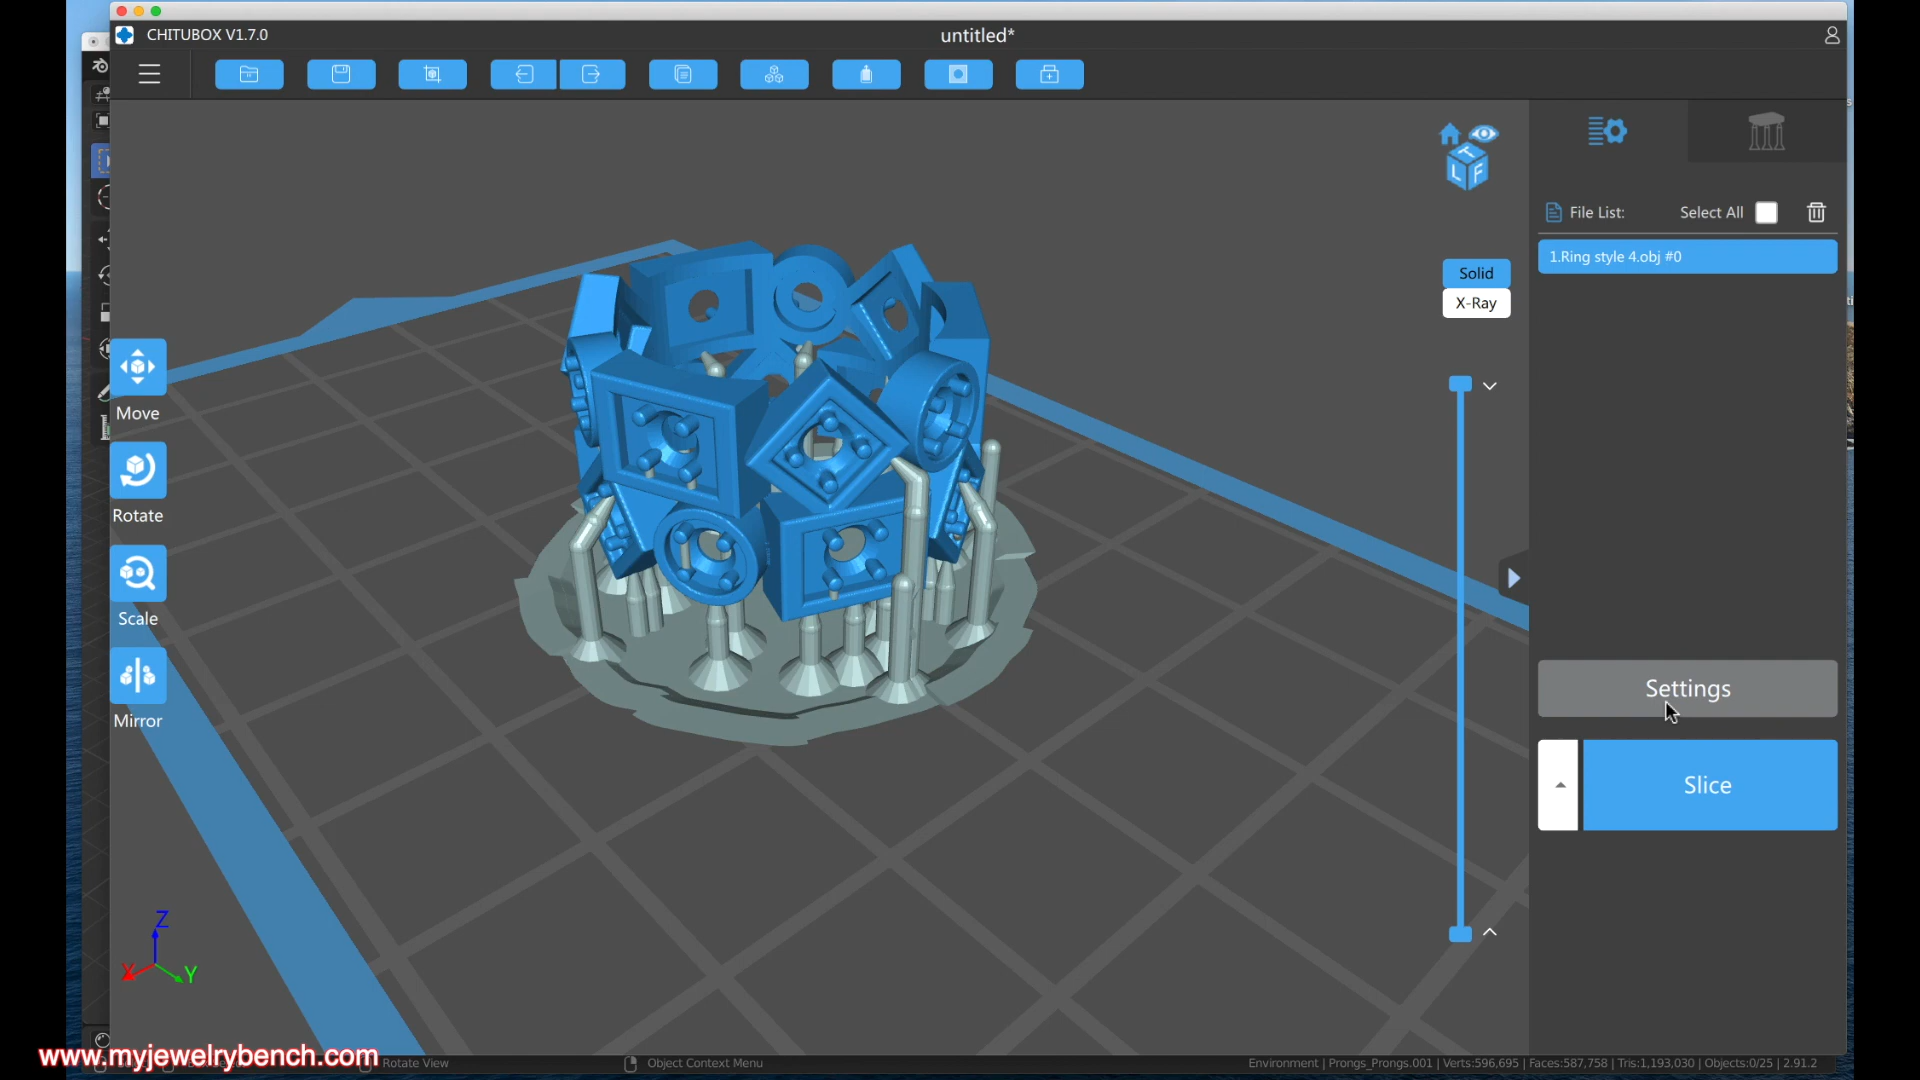 CHITUBOX V1.7.0
untitled*
T
L
F
File List:
Select All
1.Ring style 4.obj #0
Solid
X-Ray
Move
Rotate
Scale
Mirror
Settings
Slice
Z
X
Y
www.myjewelrybench.com
Rotate View
Object Context Menu
Environment | Prongs_Prongs.001 | Verts:596,695 | Faces:587,758 | Tris:1,193,030 | Objects:0/25 | 2.91.2